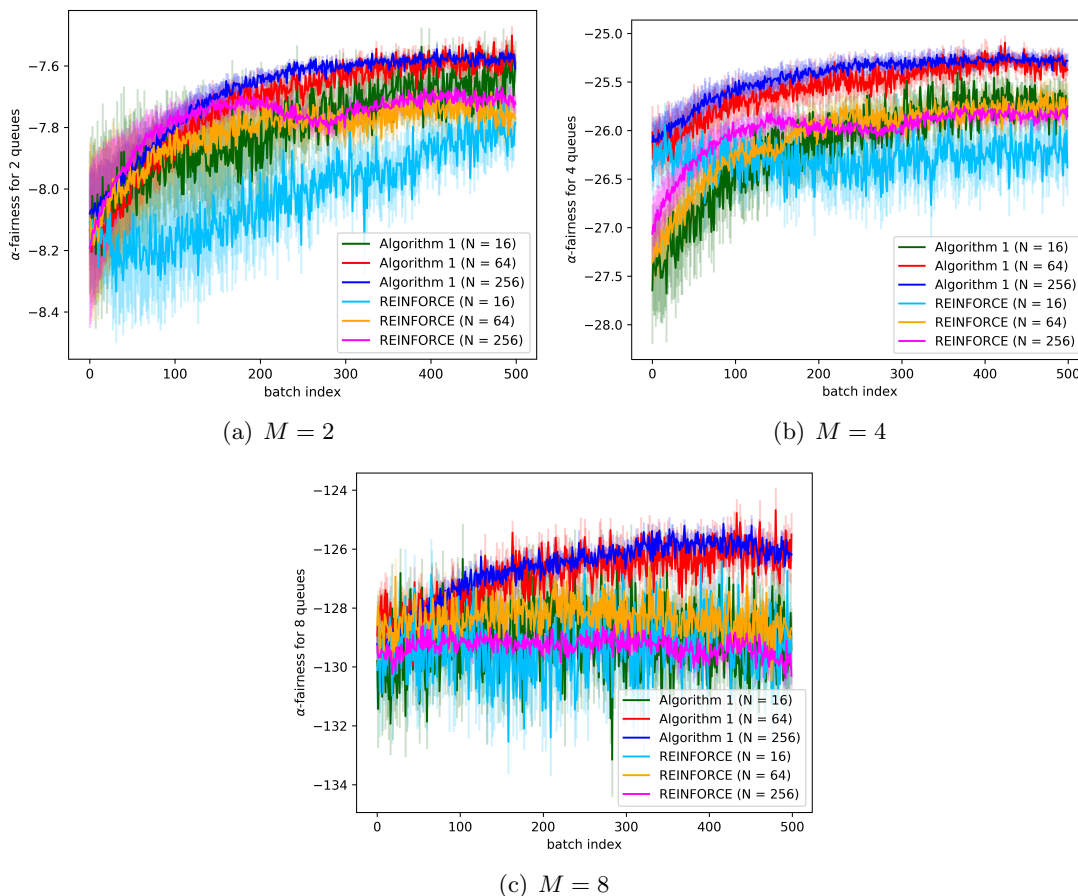 α-fairness for 2 queues
−7.6
−7.8
−8.0
−8.2
−8.4
0
100
200
300
400
500
batch index
Algorithm 1 (N = 16)
Algorithm 1 (N = 64)
Algorithm 1 (N = 256)
REINFORCE (N = 16)
REINFORCE (N = 64)
REINFORCE (N = 256)
(a) M = 2
α-fairness for 4 queues
−25.0
−25.5
−26.0
−26.5
−27.0
−27.5
−28.0
0
100
200
300
400
500
batch index
Algorithm 1 (N = 16)
Algorithm 1 (N = 64)
Algorithm 1 (N = 256)
REINFORCE (N = 16)
REINFORCE (N = 64)
REINFORCE (N = 256)
(b) M = 4
α-fairness for 8 queues
−124
−126
−128
−130
−132
−134
0
100
200
300
400
500
batch index
Algorithm 1 (N = 16)
Algorithm 1 (N = 64)
Algorithm 1 (N = 256)
REINFORCE (N = 16)
REINFORCE (N = 64)
REINFORCE (N = 256)
(c) M = 8